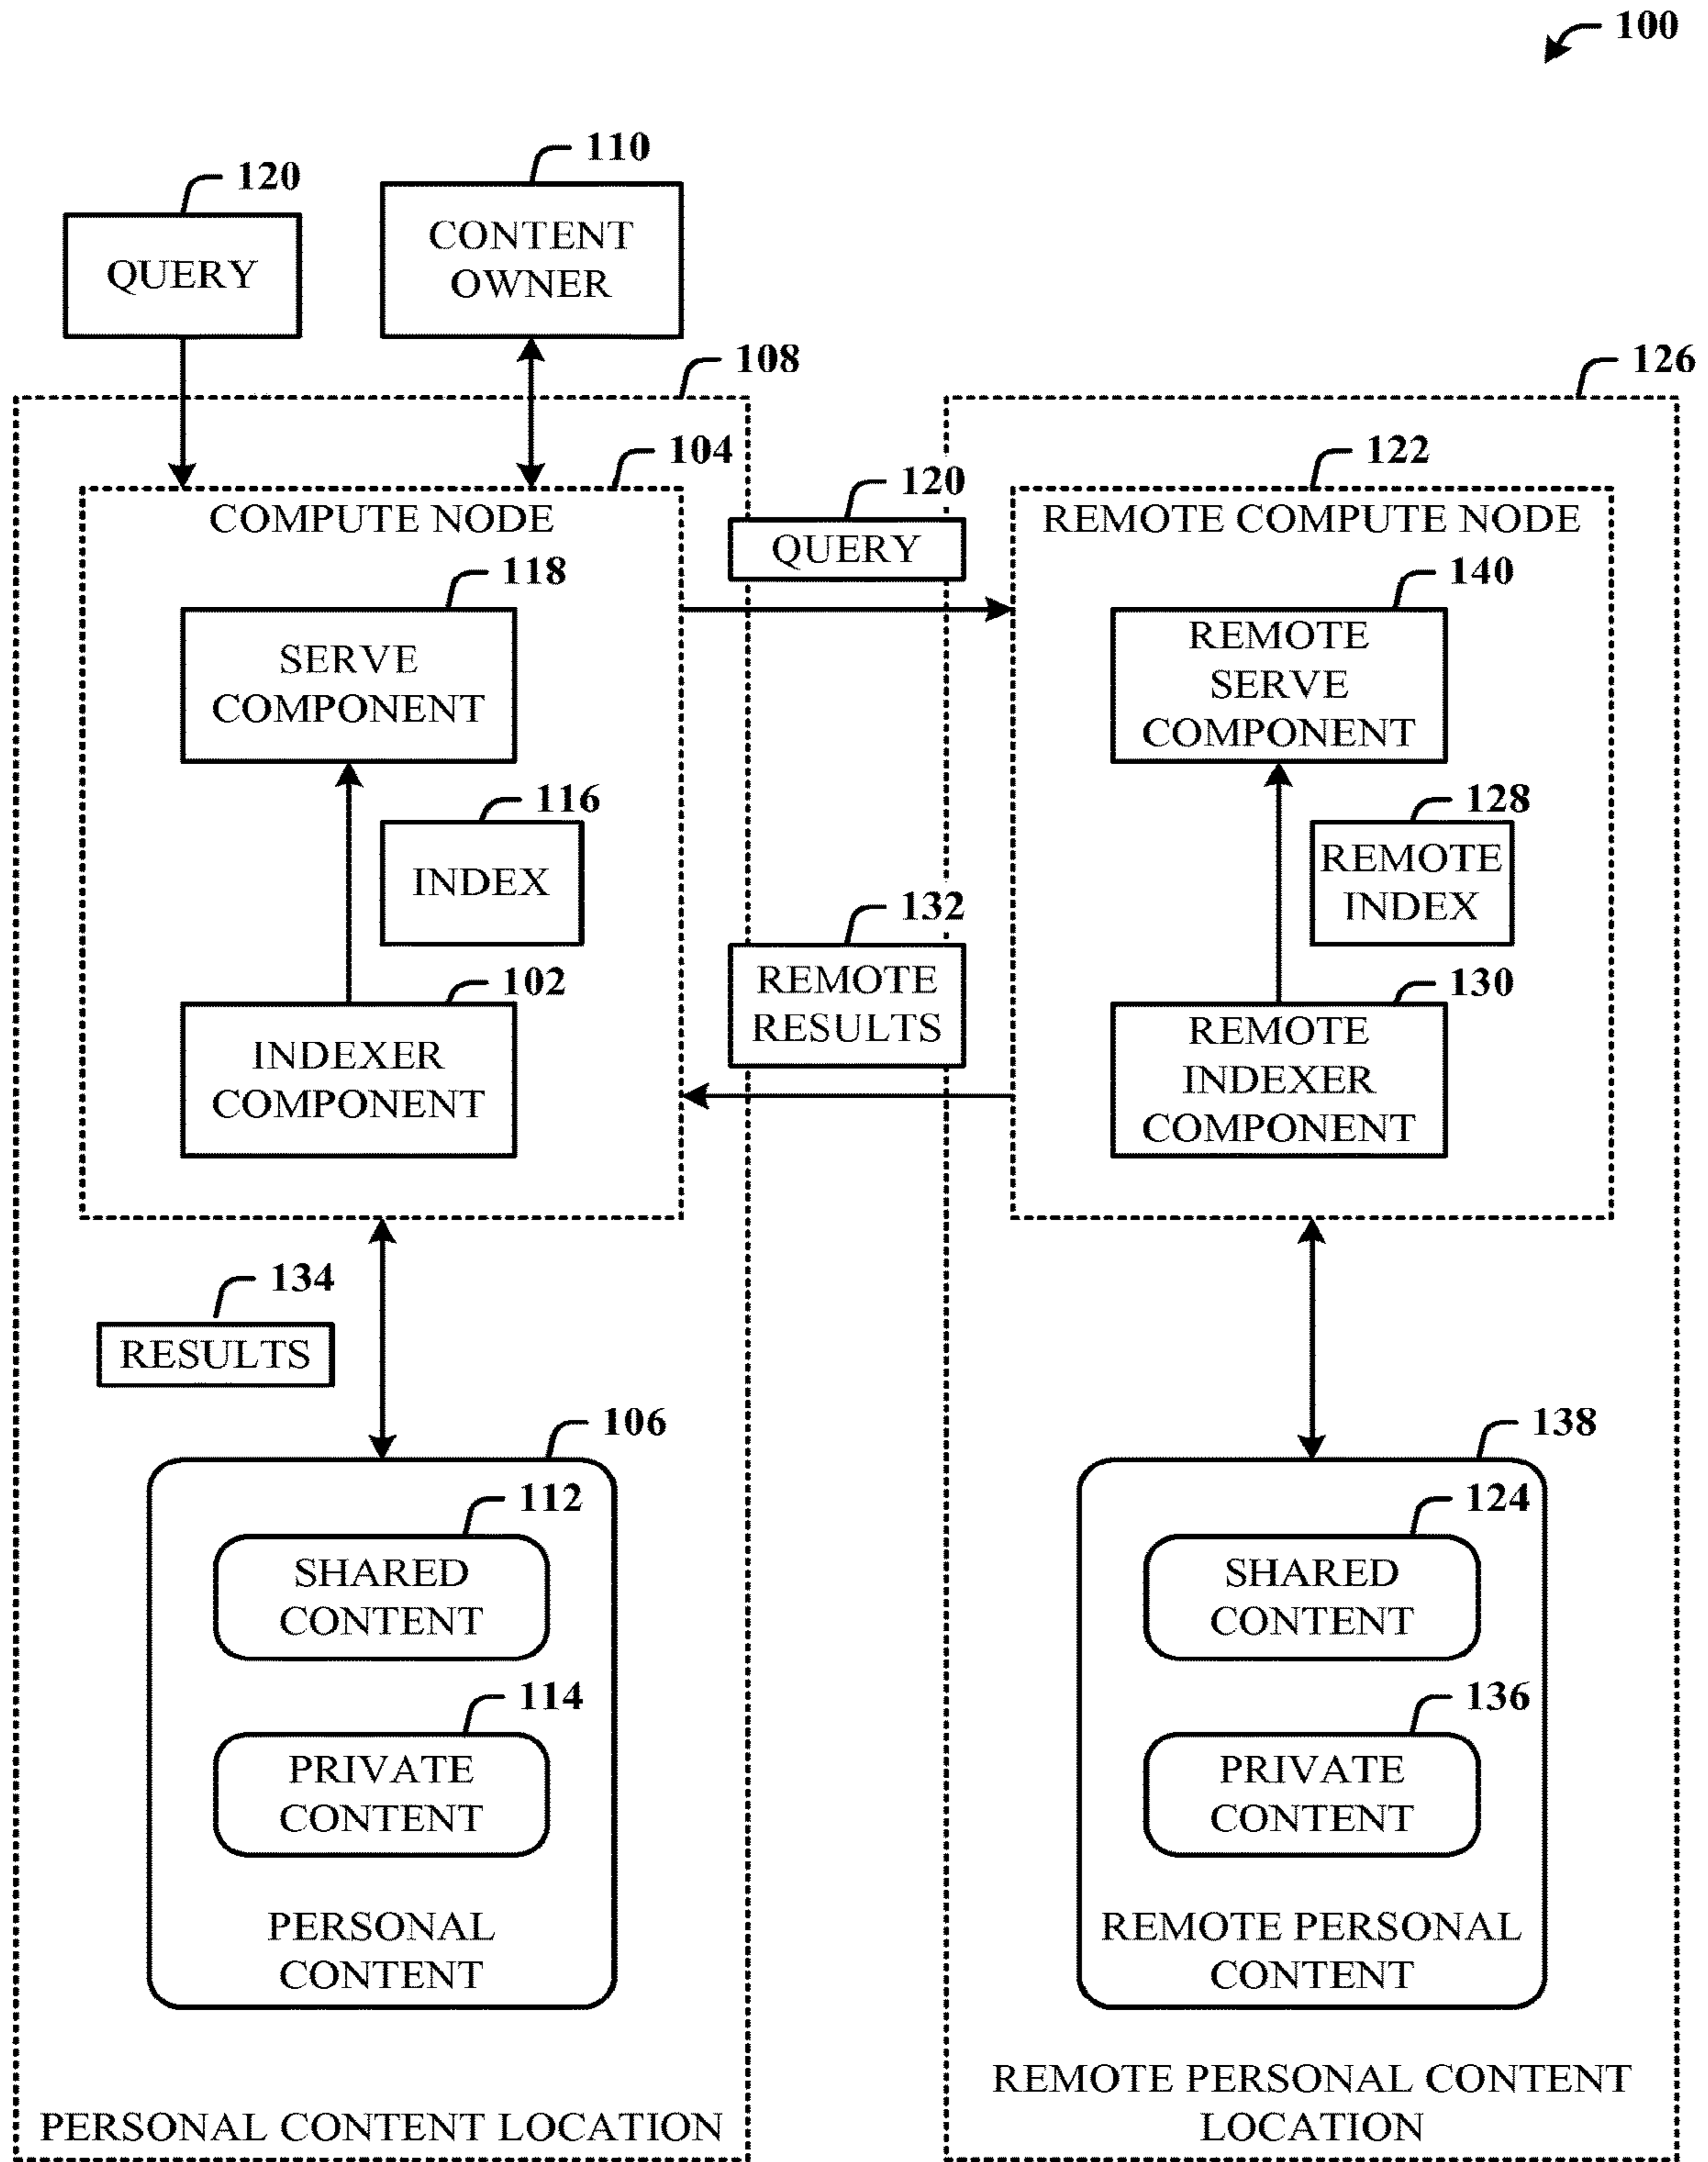 100
110
120
CONTENT
OWNER
QUERY
108
126
104
122
120
COMPUTE NODE
QUERY
REMOTE COMPUTE NODE
118
140
SERVE
COMPONENT
REMOTE
SERVE
COMPONENT
116
128
INDEX
REMOTE
INDEX
132
REMOTE
RESULTS
102
130
INDEXER
COMPONENT
REMOTE
INDEXER
COMPONENT
134
RESULTS
106
138
112
124
SHARED
CONTENT
SHARED
CONTENT
114
136
PRIVATE
CONTENT
PRIVATE
CONTENT
PERSONAL
CONTENT
REMOTE PERSONAL
CONTENT
PERSONAL CONTENT LOCATION
REMOTE PERSONAL CONTENT
LOCATION